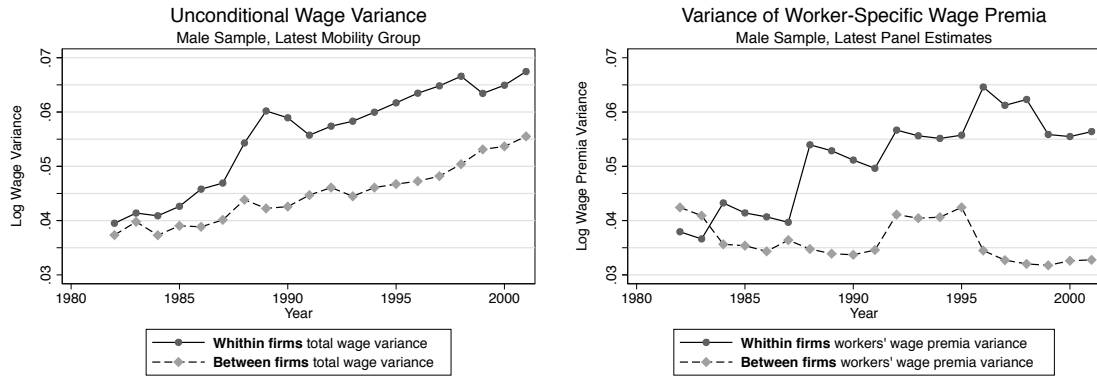 Unconditional Wage Variance
Male Sample, Latest Mobility Group
Log Wage Variance
.07
.06
.05
.04
.03
1980
1985
1990
1995
2000
Year
Whithin firms total wage variance
Between firms total wage variance
Variance of Worker-Specific Wage Premia
Male Sample, Latest Panel Estimates
Log Wage Premia Variance
.07
.06
.05
.04
.03
1980
1985
1990
1995
2000
Year
Whithin firms workers' wage premia variance
Between firms workers' wage premia variance